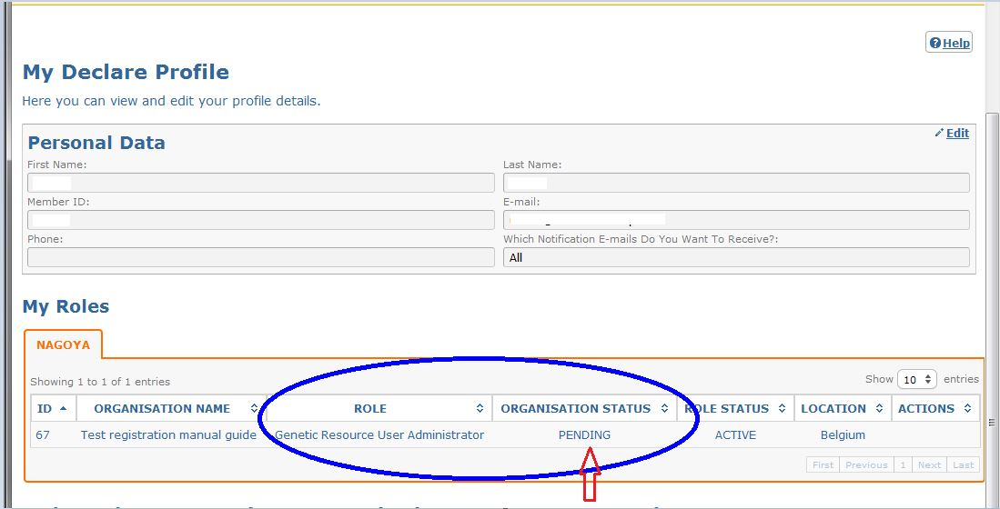 Help
My Declare Profile
Here you can view and edit your profile details.
Personal Data
Edit
First Name: Last Name:
Member ID: E-mail:
Phone: Which Notification E-mails Do You Want To Receive?:
All
My Roles
NAGOYA
Showing 1 to 1 of 1 entries Show 10 entries
ID ORGANISATION NAME ROLE ORGANISATION STATUS ROLE STATUS LOCATION ACTIONS
67 Test registration manual guide Genetic Resource User Administrator PENDING ACTIVE Belgium
First Previous 1 Next Last